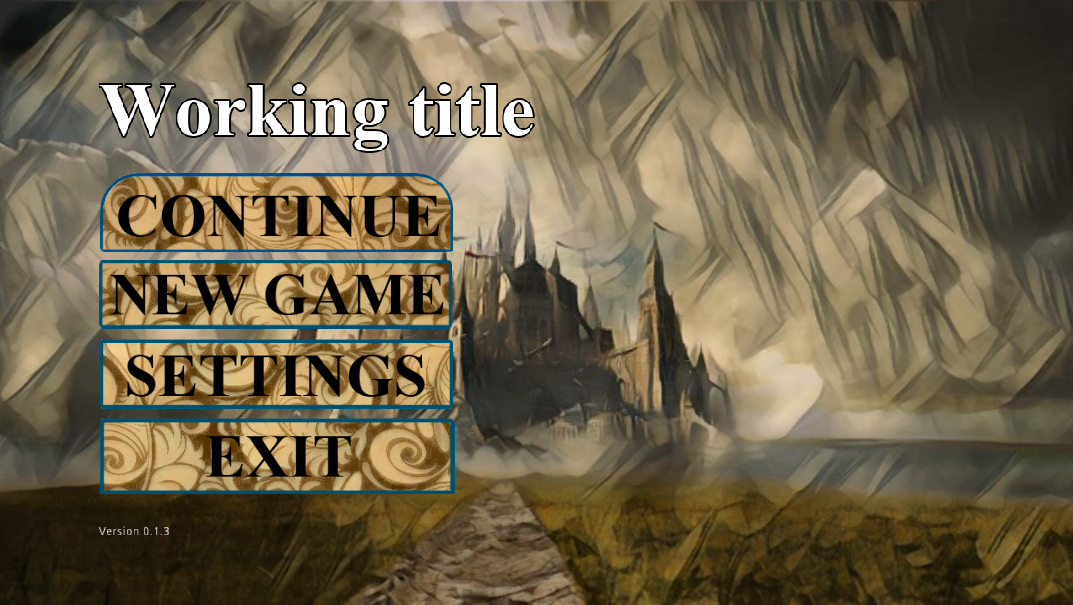 Working title
CONTINUE
NEW GAME
SETTINGS
EXIT
Version 0.1.3